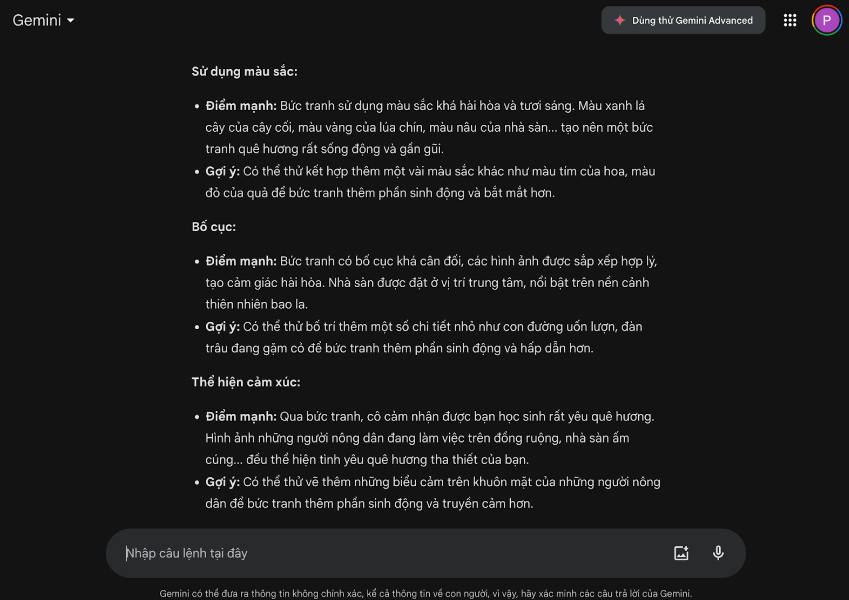 Gemini
Dùng thử Gemini Advanced
P
Sử dụng màu sắc:
• Điểm mạnh: Bức tranh sử dụng màu sắc khá hài hòa và tươi sáng. Màu xanh lá
cây của cây cối, màu vàng của lúa chín, màu nâu của nhà sàn... tạo nên một bức
tranh quê hương rất sống động và gần gũi.
• Gợi ý: Có thể thử kết hợp thêm một vài màu sắc khác như màu tím của hoa, màu
đỏ của quả để bức tranh thêm phần sinh động và bắt mắt hơn.
Bố cục:
• Điểm mạnh: Bức tranh có bố cục khá cân đối, các hình ảnh được sắp xếp hợp lý,
tạo cảm giác hài hòa. Nhà sàn được đặt ở vị trí trung tâm, nổi bật trên nền cảnh
thiên nhiên bao la.
• Gợi ý: Có thể thử bố trí thêm một số chi tiết nhỏ như con đường uốn lượn, đàn
trâu đang gặm cỏ để bức tranh thêm phần sinh động và hấp dẫn hơn.
Thể hiện cảm xúc:
• Điểm mạnh: Qua bức tranh, cô cảm nhận được bạn học sinh rất yêu quê hương.
Hình ảnh những người nông dân đang làm việc trên đồng ruộng, nhà sàn ấm
cúng... đều thể hiện tình yêu quê hương tha thiết của bạn.
• Gợi ý: Có thể thử vẽ thêm những biểu cảm trên khuôn mặt của những người nông
dân để bức tranh thêm phần sinh động và truyền cảm hơn.
Nhập câu lệnh tại đây
Gemini có thể đưa ra thông tin không chính xác, kể cả thông tin về con người, vì vậy, hãy xác minh các câu trả lời của Gemini.